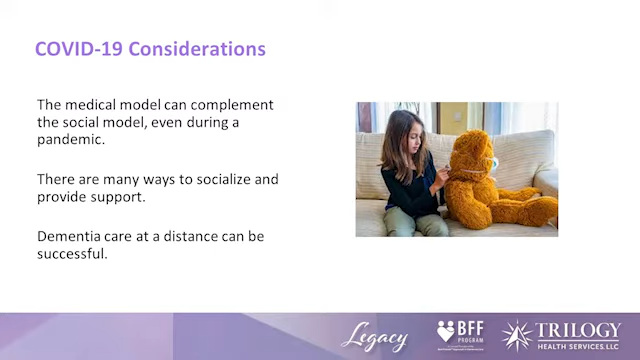 COVID-19 Considerations
The medical model can complement
the social model, even during a
pandemic.
There are many ways to socialize and
provide support.
Dementia care at a distance can be
successful.
Legacy
BFF
PROGRAM
TRILOGY
HEALTH SERVICES, LLC